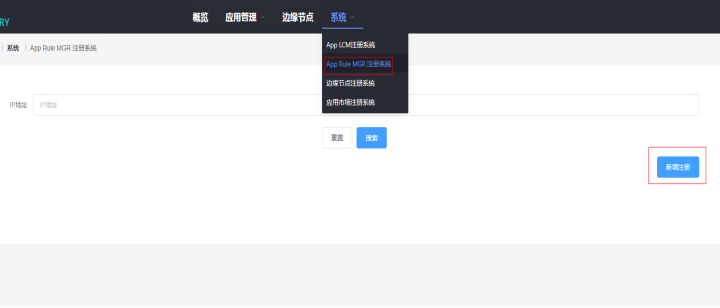 RY 概览 应用管理 边缘节点 系统
/ 系统 / App Rule MGR 注册系统
App LCM注册系统
App Rule MGR 注册系统
边缘节点注册系统
应用市场注册系统
IP地址 IP地址
重置 搜索
新增注册